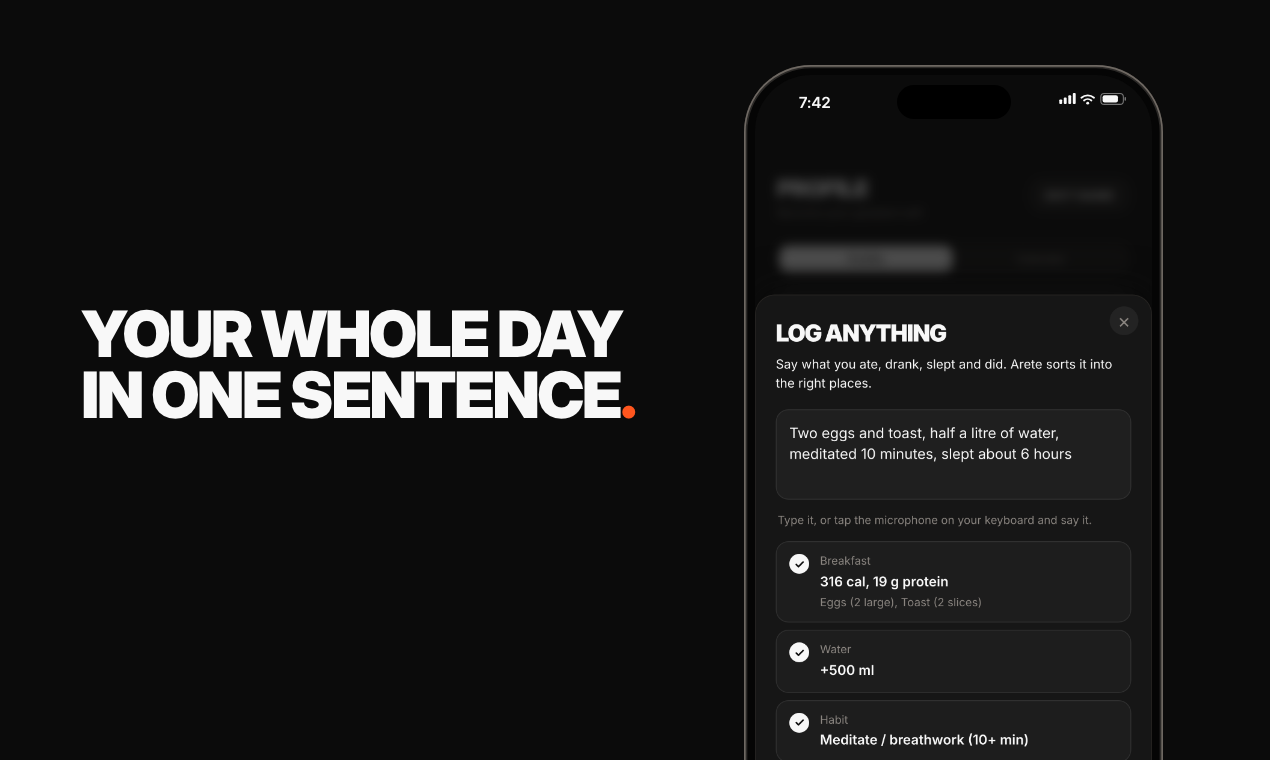 YOUR WHOLE DAY
IN ONE SENTENCE.
7:42
PROFILE
LOG ANYTHING
Say what you ate, drank, slept and did. Arete sorts it into
the right places.
Two eggs and toast, half a litre of water,
meditated 10 minutes, slept about 6 hours
Type it, or tap the microphone on your keyboard and say it.
Breakfast
316 cal, 19 g protein
Eggs (2 large), Toast (2 slices)
Water
+500 ml
Habit
Meditate / breathwork (10+ min)